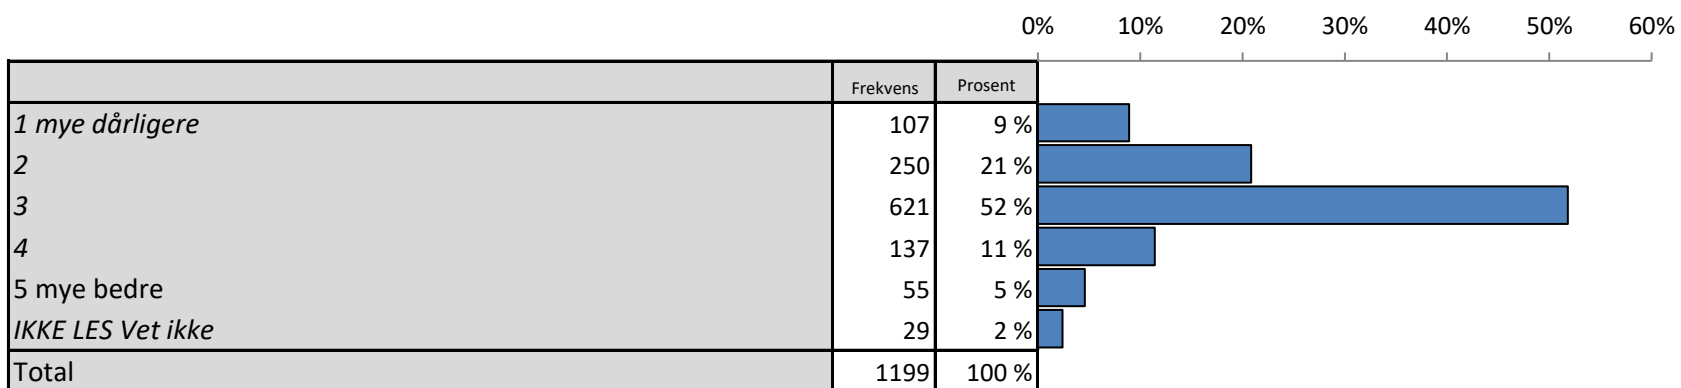 0% 10% 20% 30% 40% 50% 60%
Frekvens Prosent
1 mye dårligere 107 9 %
2 250 21 %
3 621 52 %
4 137 11 %
5 mye bedre 55 5 %
IKKE LES Vet ikke 29 2 %
Total 1199 100 %